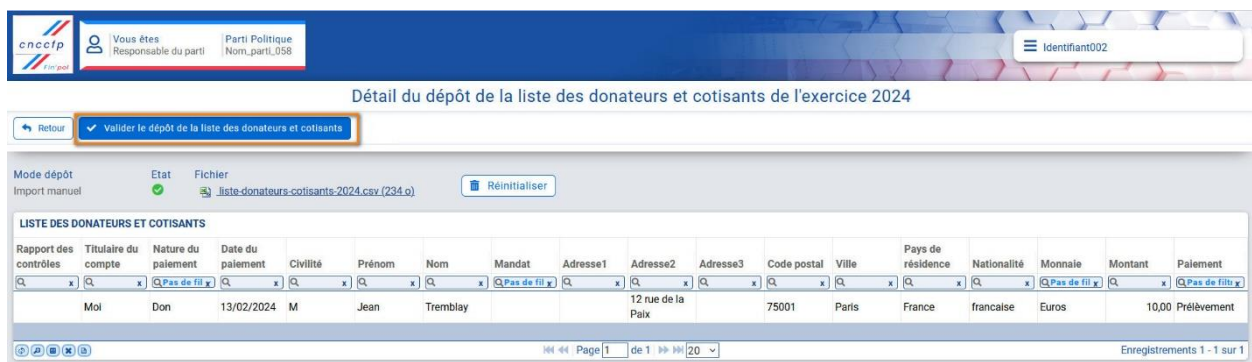 cnccfp
Fin'pol
Vous êtes
Responsable du parti
Parti Politique
Nom_parti_058
Identifiant002
Détail du dépôt de la liste des donateurs et cotisants de l'exercice 2024
Retour
Valider le dépôt de la liste des donateurs et cotisants
Mode dépôt Etat Fichier
Import manuel liste-donateurs-cotisants-2024.csv (234 o) Réinitialiser
LISTE DES DONATEURS ET COTISANTS
Rapport des contrôles Titulaire du compte Nature du paiement Date du paiement Civilité Prénom Nom Mandat Adresse1 Adresse2 Adresse3 Code postal Ville Pays de résidence Nationalité Monnaie Montant Paiement
x x Pas de fil x x x x x Pas de fil x x x x x x x x Pas de fil x x Pas de filtr x
Moi Don 13/02/2024 M Jean Tremblay 12 rue de la Paix 75001 Paris France francaise Euros 10,00 Prélèvement
Page 1 de 1 20 Enregistrements 1 - 1 sur 1